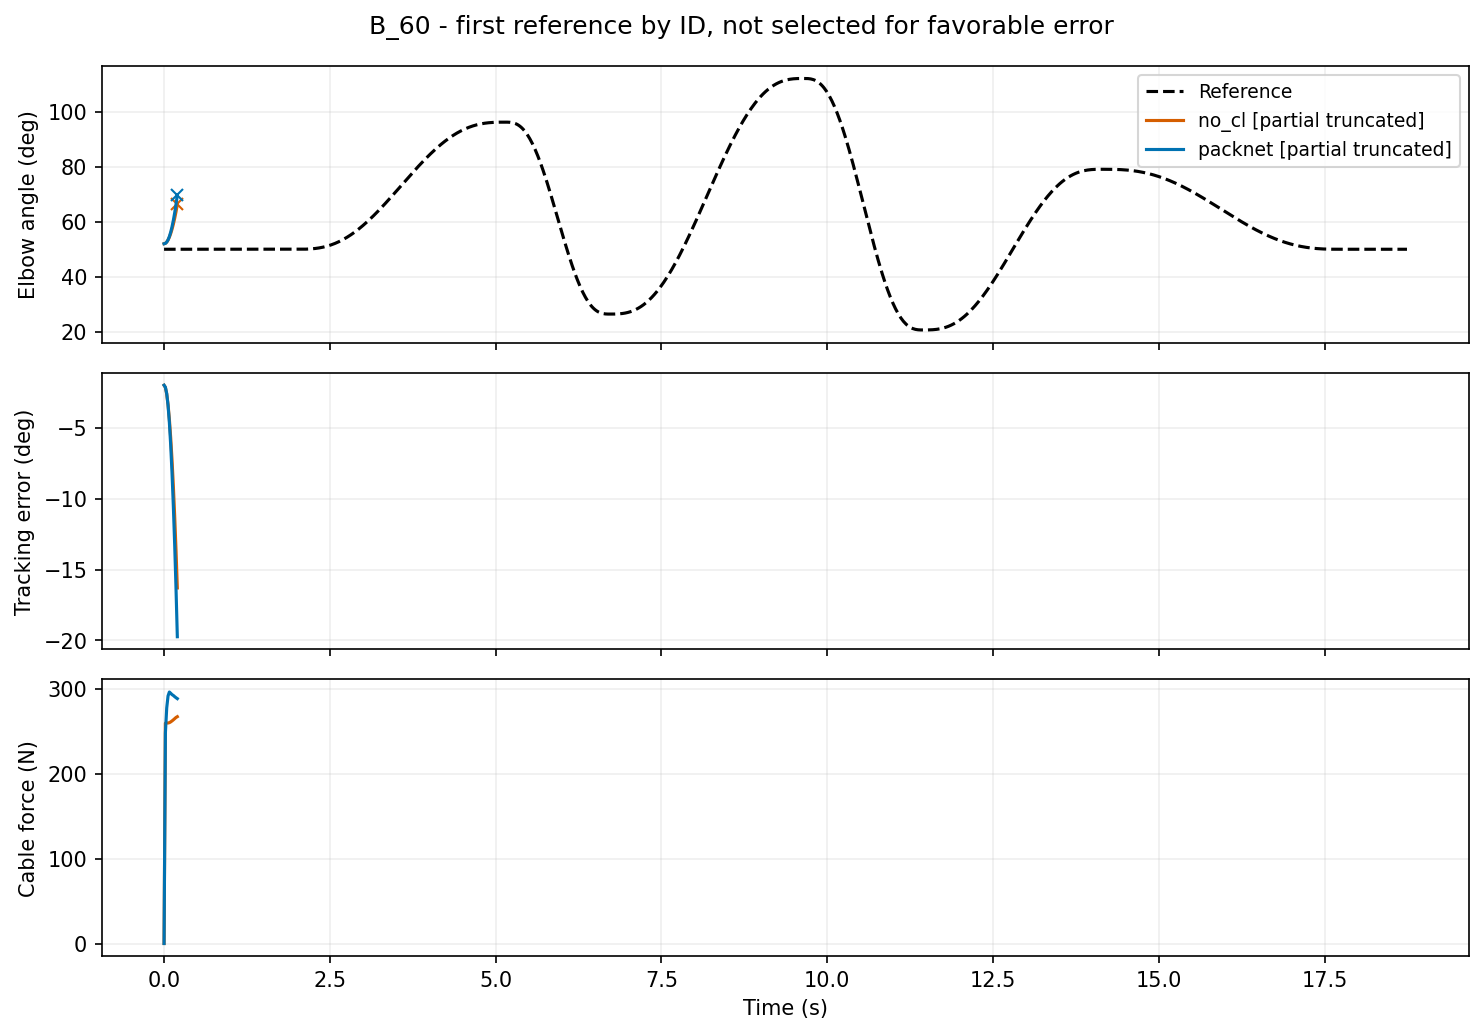 B_60 - first reference by ID, not selected for favorable error
Elbow angle (deg)
100
80
60
40
20
Reference
no_cl [partial truncated]
packnet [partial truncated]
Tracking error (deg)
−5
−10
−15
−20
Cable force (N)
300
200
100
0
0.0 2.5 5.0 7.5 10.0 12.5 15.0 17.5
Time (s)